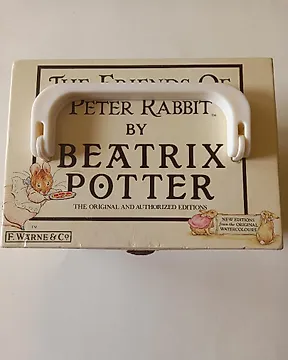 THE FRIENDS OF
PETER RABBIT™
BY
BEATRIX
POTTER
THE ORIGINAL AND AUTHORIZED EDITIONS
NEW EDITIONS
from the ORIGINAL
WATERCOLOURS
F. WARNE & Cº